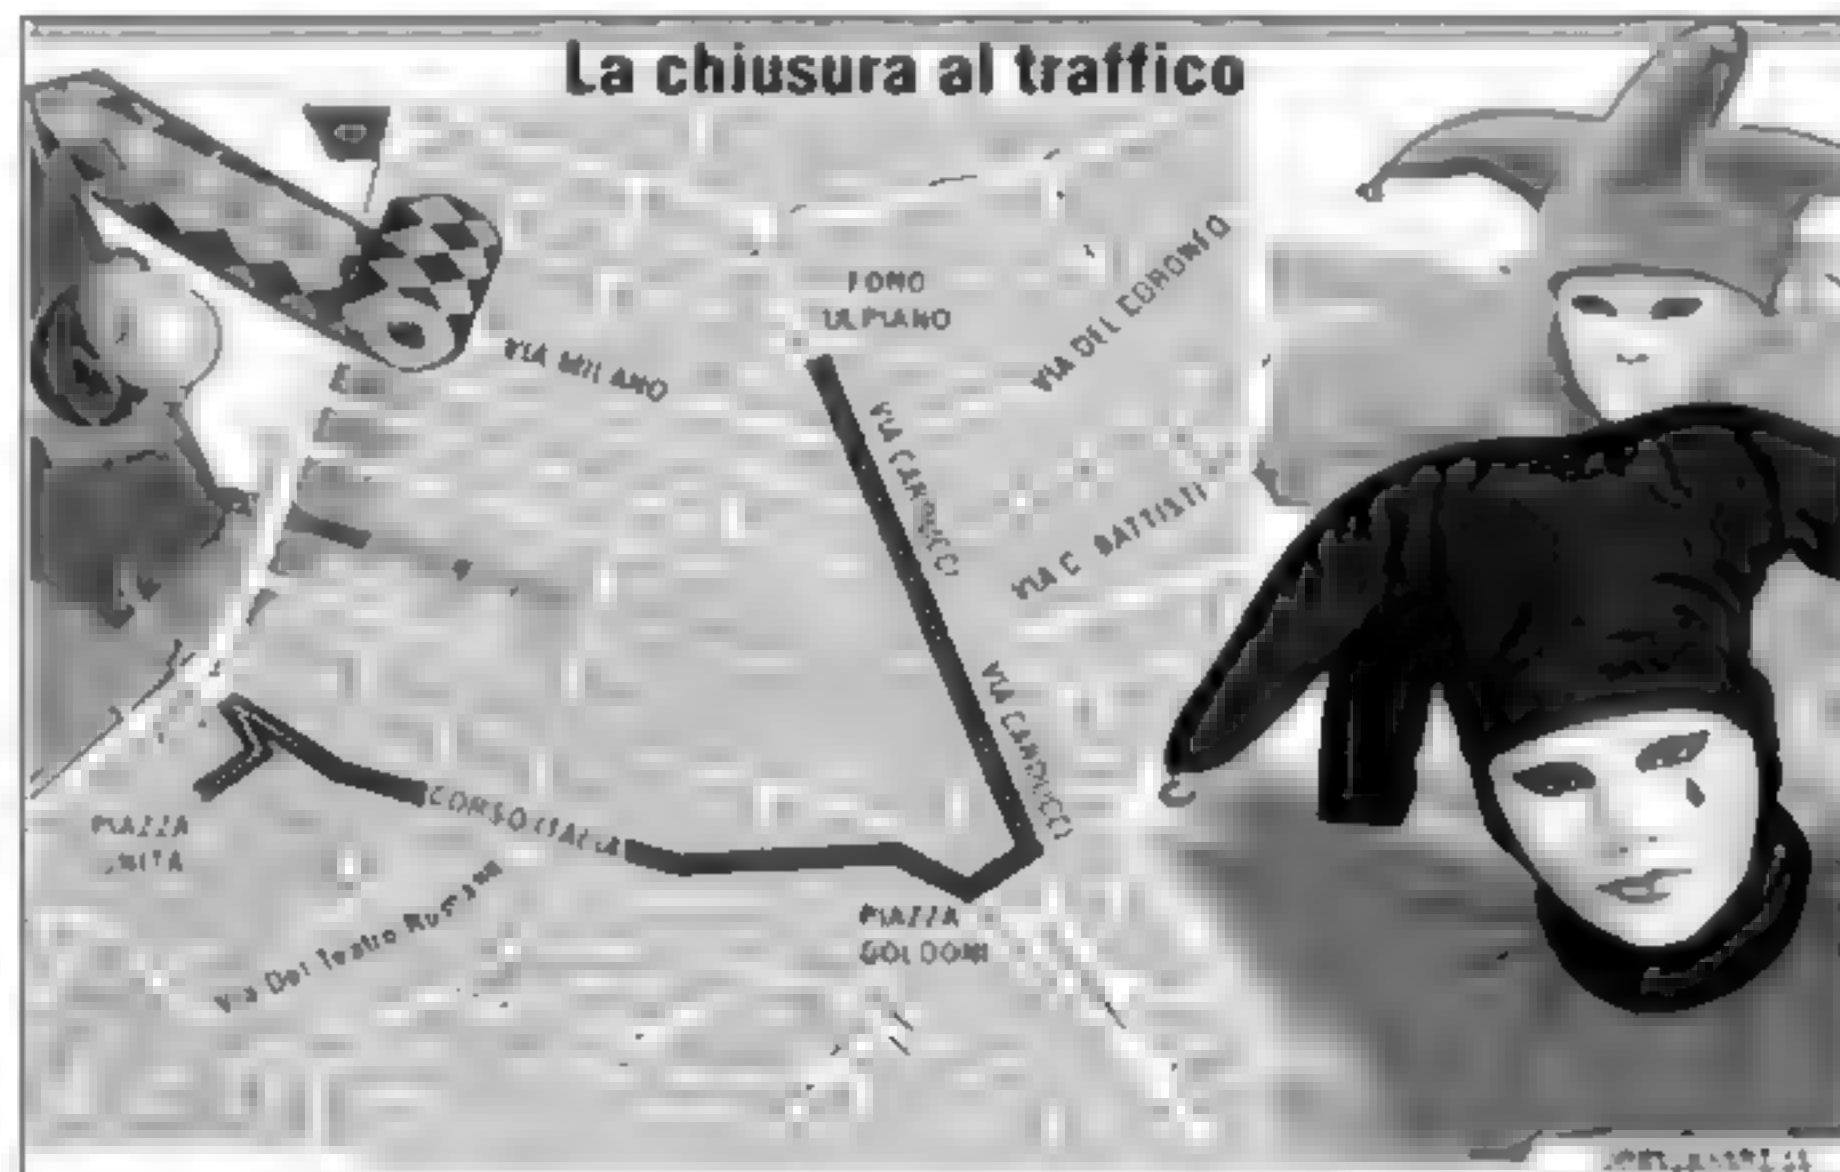 La chiusura al traffico
FORO
ULPIANO
VIA DEL CORONEO
VIA MILANO
VIA CARDUCCI
VIA C BATTISTI
VIA CARDUCCI
CORSO ITALIA
PIAZZA
UNITA
Via Del Teatro Romano
PIAZZA
GOLDONI